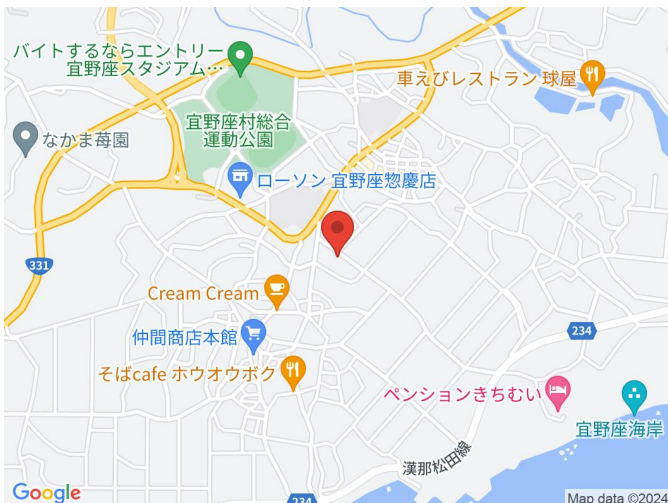 バイトするならエントリー
宜野座スタジアム…
車えびレストラン 球屋
宜野座村総合
運動公園
なかま苺園
ローソン 宜野座惣慶店
331
Cream Cream
234
仲間商店本館
そばcafe ホウオウボク
ペンションきちむい
宜野座海岸
漢那松田線
234
Google
Map data ©2024